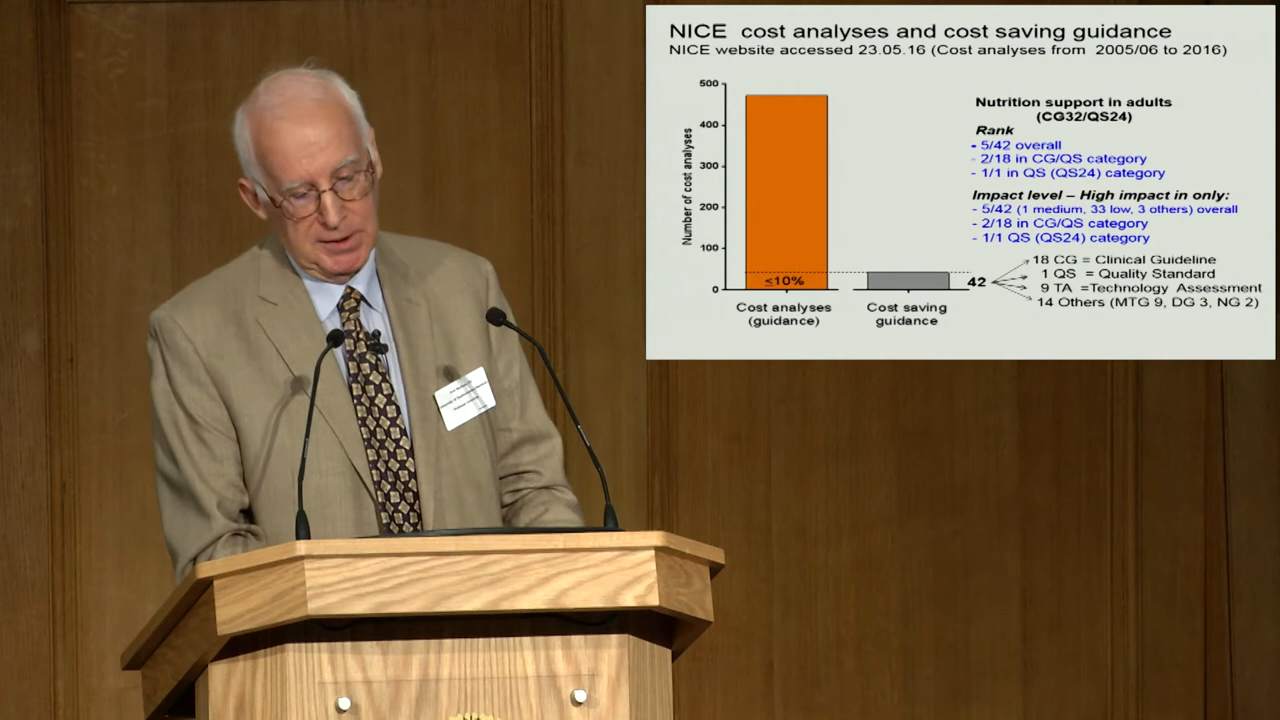 NICE cost analyses and cost saving guidance
NICE website accessed 23.05.16 (Cost analyses from 2005/06 to 2016)
500
400
300
200
100
0
Number of cost analyses
≤10%
Cost analyses
(guidance)
Cost saving
guidance
42
Nutrition support in adults
(CG32/QS24)
Rank
- 5/42 overall
- 2/18 in CG/QS category
- 1/1 in QS (QS24) category
Impact level – High impact in only:
- 5/42 (1 medium, 33 low, 3 others) overall
- 2/18 in CG/QS category
- 1/1 QS (QS24) category
18 CG = Clinical Guideline
1 QS = Quality Standard
9 TA =Technology Assessment
14 Others (MTG 9, DG 3, NG 2)